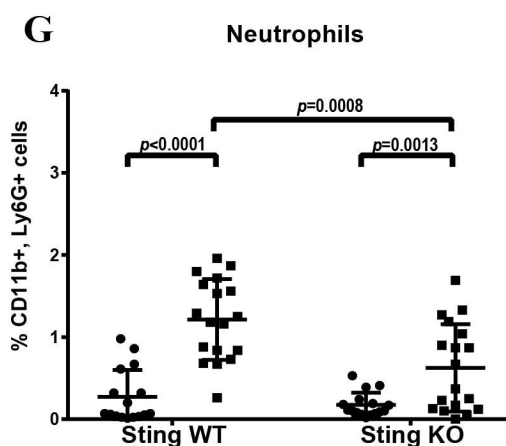 G
Neutrophils
% CD11b+, Ly6G+ cells
4
3
2
1
0
p=0.0008
p<0.0001
p=0.0013
Sting WT
Sting KO